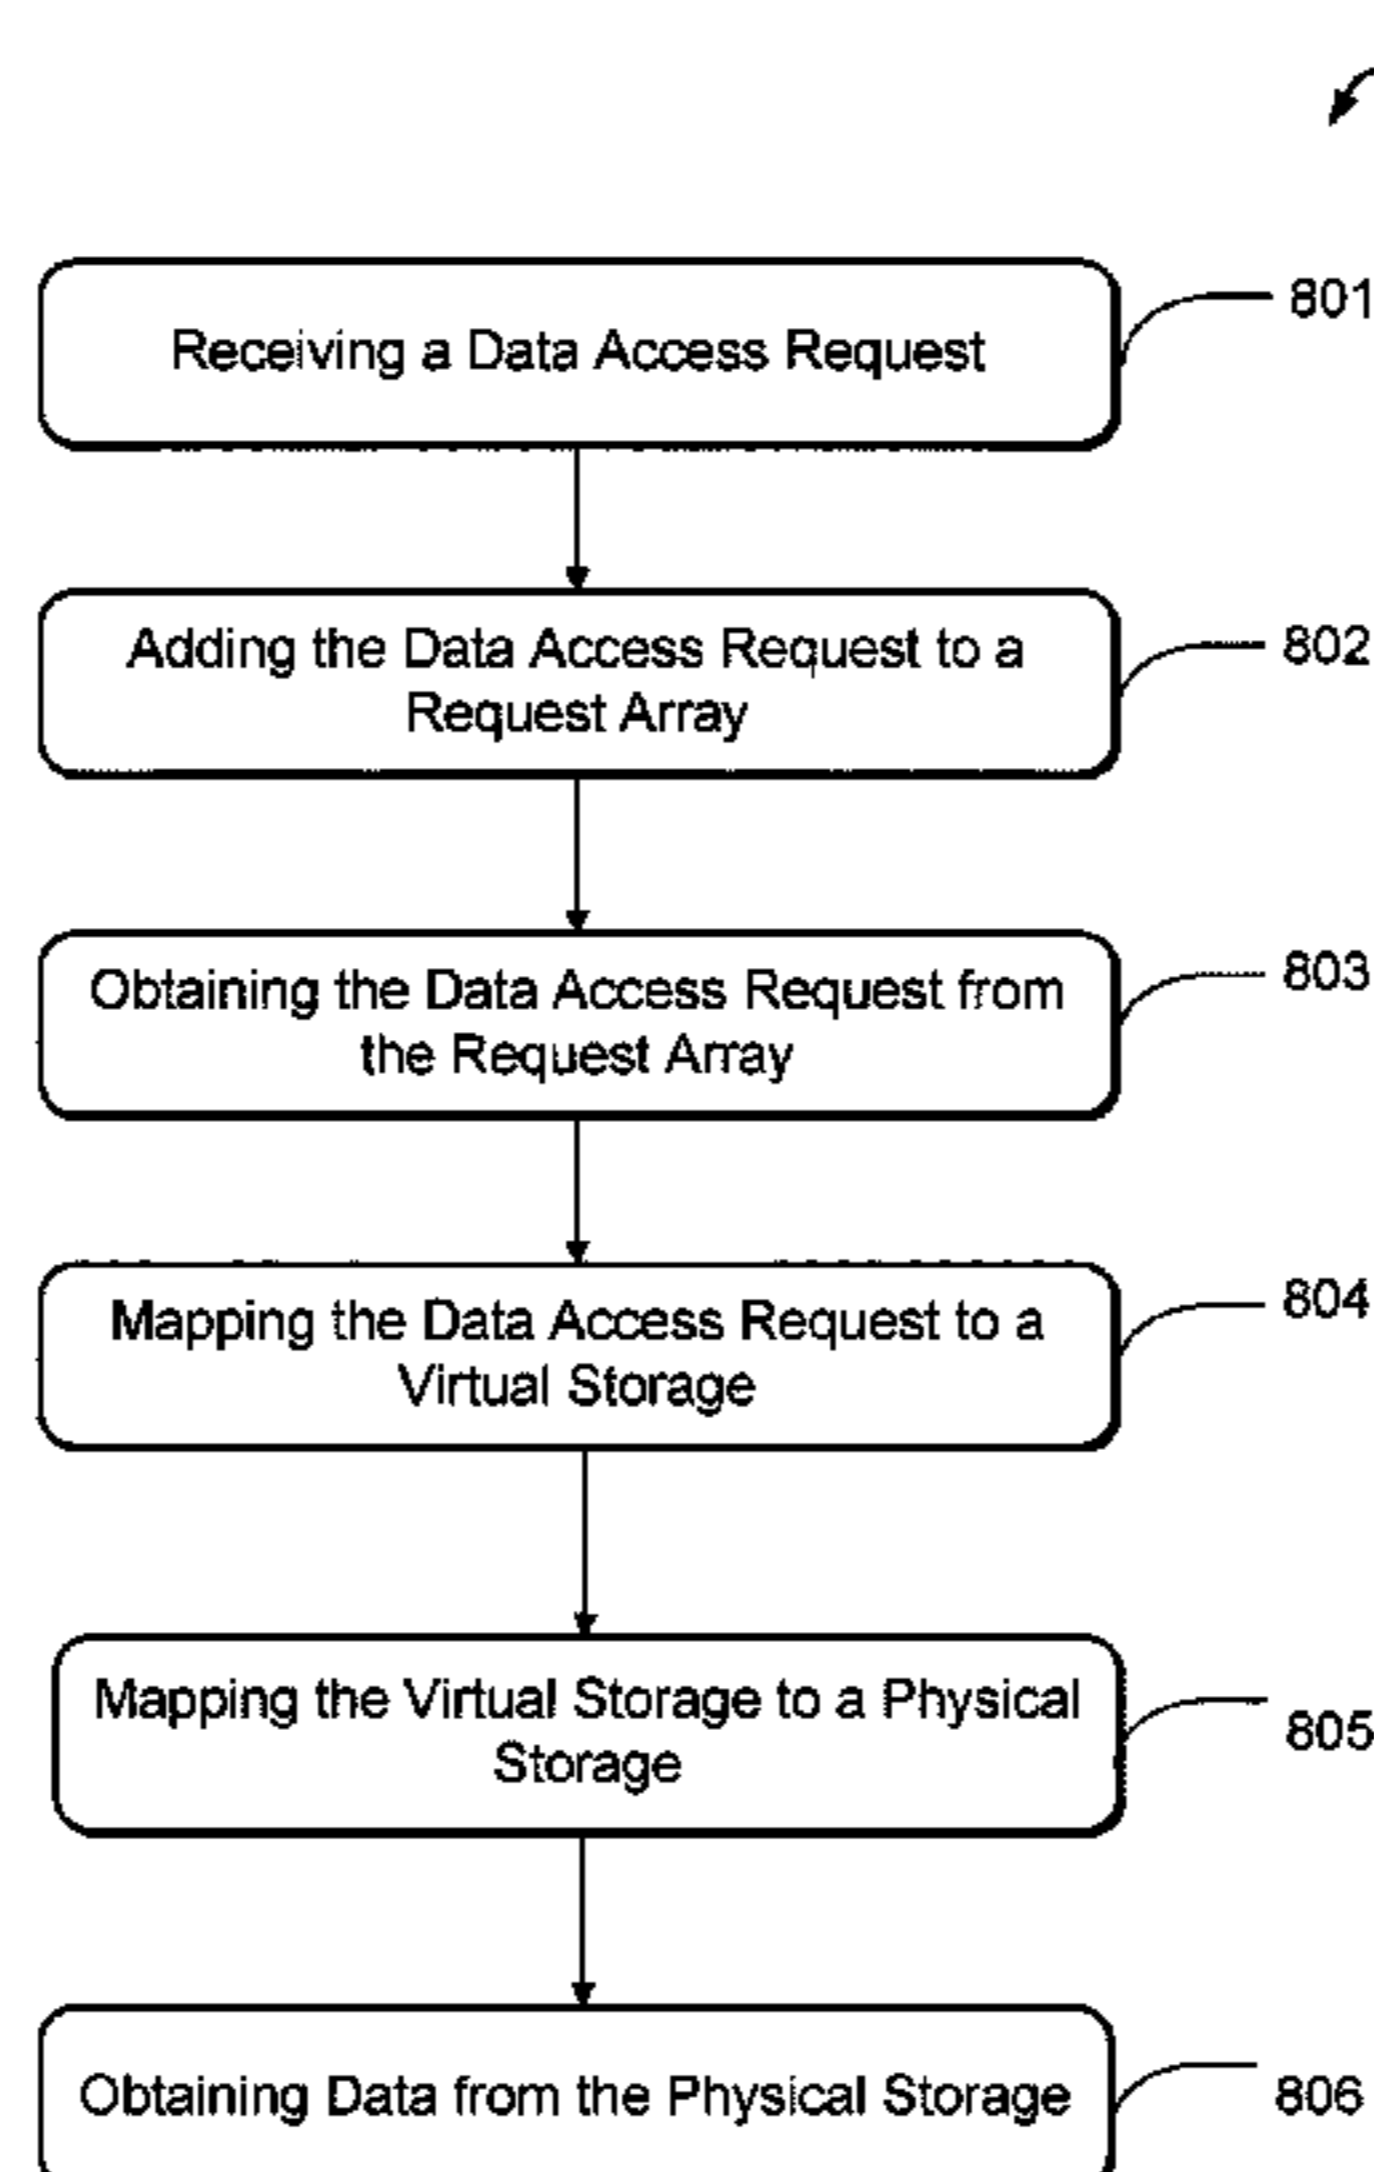 Receiving a Data Access Request
801
Adding the Data Access Request to a
Request Array
802
Obtaining the Data Access Request from
the Request Array
803
Mapping the Data Access Request to a
Virtual Storage
804
Mapping the Virtual Storage to a Physical
Storage
805
Obtaining Data from the Physical Storage
806